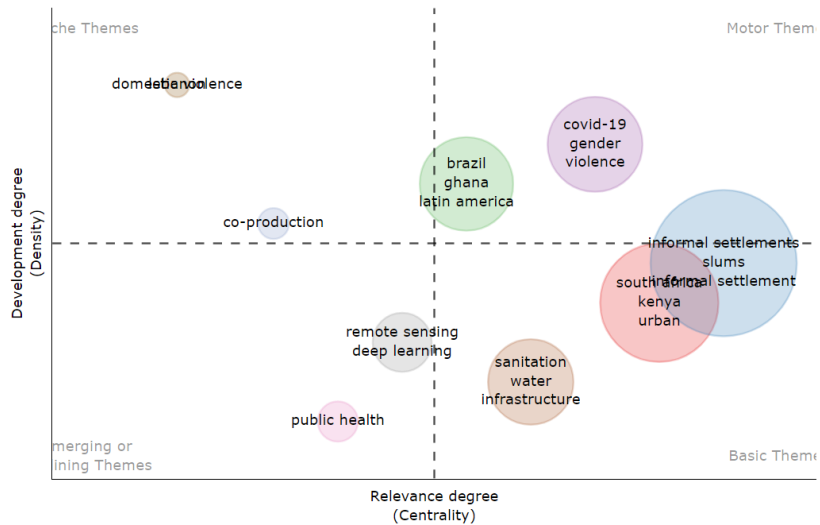 che Themes
Motor Them
domestic violence
covid-19
gender
violence
brazil
ghana
latin america
co-production
informal settlements
slums
informal settlement
south africa
kenya
urban
remote sensing
deep learning
sanitation
water
infrastructure
public health
merging or
ining Themes
Basic Theme
Development degree
(Density)
Relevance degree
(Centrality)